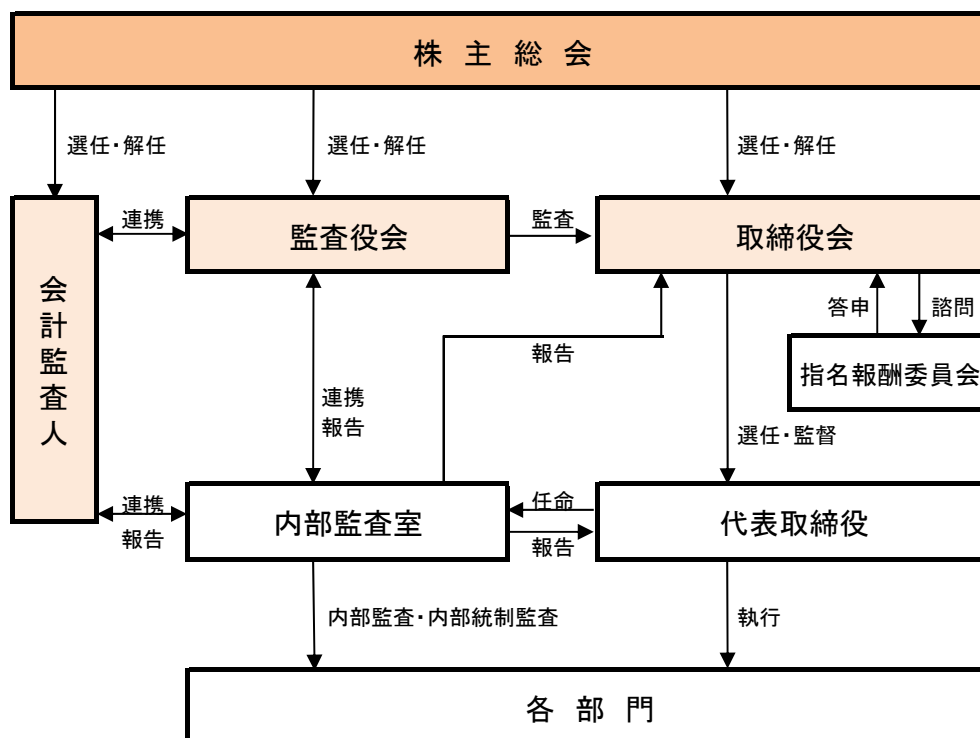 株 主 総 会
選任・解任
選任・解任
選任・解任
会計監査人
連携
監査役会
監査
取締役会
答申
諮問
指名報酬委員会
報告
連携
報告
選任・監督
連携
報告
内部監査室
任命
報告
代表取締役
内部監査・内部統制監査
執行
各 部 門